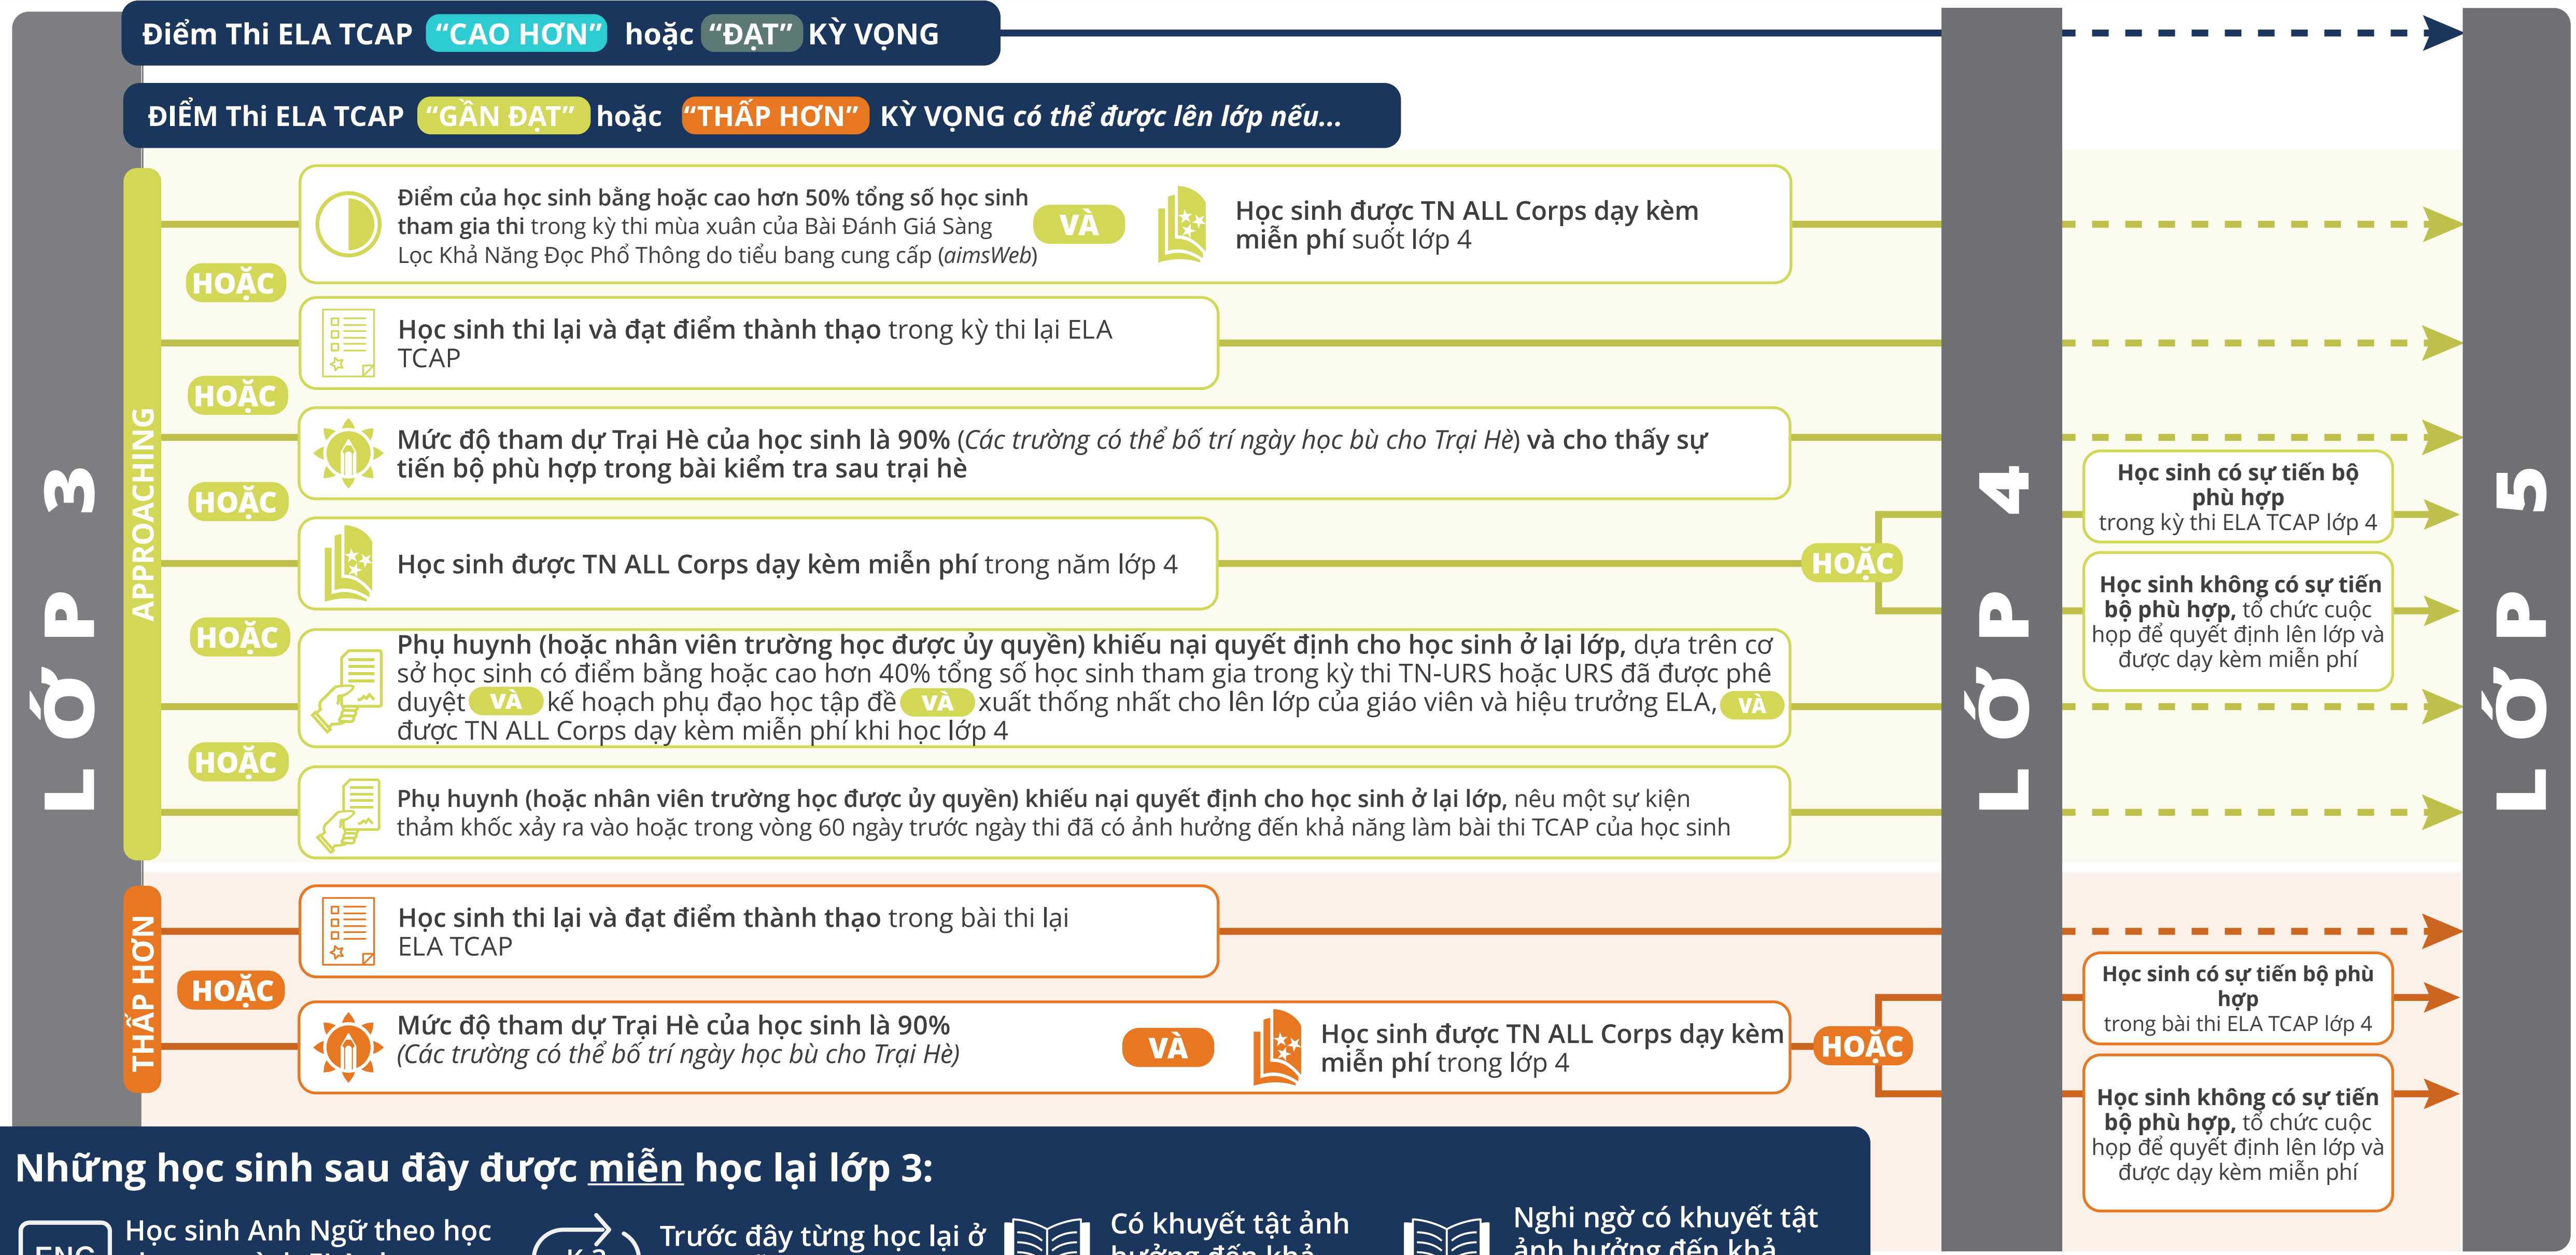 Điểm Thi ELA TCAP “CAO HƠN” hoặc “ĐẠT” KỲ VỌNG
ĐIỂM Thi ELA TCAP “GẦN ĐẠT” hoặc “THẤP HƠN” KỲ VỌNG có thể được lên lớp nếu...
LỚP 3
APPROACHING
Điểm của học sinh bằng hoặc cao hơn 50% tổng số học sinh
tham gia thi trong kỳ thi mùa xuân của Bài Đánh Giá Sàng
Lọc Khả Năng Đọc Phổ Thông do tiểu bang cung cấp (aimsWeb)
VÀ
Học sinh được TN ALL Corps dạy kèm
miễn phí suốt lớp 4
HOẶC
Học sinh thi lại và đạt điểm thành thạo trong kỳ thi lại ELA
TCAP
HOẶC
Mức độ tham dự Trại Hè của học sinh là 90% (Các trường có thể bố trí ngày học bù cho Trại Hè) và cho thấy sự
tiến bộ phù hợp trong bài kiểm tra sau trại hè
HOẶC
Học sinh được TN ALL Corps dạy kèm miễn phí trong năm lớp 4
HOẶC
LỚP 4
Học sinh có sự tiến bộ
phù hợp
trong kỳ thi ELA TCAP lớp 4
Học sinh không có sự tiến
bộ phù hợp, tổ chức cuộc
họp để quyết định lên lớp và
được dạy kèm miễn phí
LỚP 5
HOẶC
Phụ huynh (hoặc nhân viên trường học được ủy quyền) khiếu nại quyết định cho học sinh ở lại lớp, dựa trên cơ
sở học sinh có điểm bằng hoặc cao hơn 40% tổng số học sinh tham gia trong kỳ thi TN-URS hoặc URS đã được phê
duyệt VÀ kế hoạch phụ đạo học tập đề VÀ xuất thống nhất cho lên lớp của giáo viên và hiệu trưởng ELA, VÀ
được TN ALL Corps dạy kèm miễn phí khi học lớp 4
HOẶC
Phụ huynh (hoặc nhân viên trường học được ủy quyền) khiếu nại quyết định cho học sinh ở lại lớp, nêu một sự kiện
thảm khốc xảy ra vào hoặc trong vòng 60 ngày trước ngày thi đã có ảnh hưởng đến khả năng làm bài thi TCAP của học sinh
THẤP HƠN
Học sinh thi lại và đạt điểm thành thạo trong bài thi lại
ELA TCAP
HOẶC
Mức độ tham dự Trại Hè của học sinh là 90%
(Các trường có thể bố trí ngày học bù cho Trại Hè)
VÀ
Học sinh được TN ALL Corps dạy kèm
miễn phí trong lớp 4
HOẶC
Học sinh có sự tiến bộ phù
hợp
trong bài thi ELA TCAP lớp 4
Học sinh không có sự tiến
bộ phù hợp, tổ chức cuộc
họp để quyết định lên lớp và
được dạy kèm miễn phí
Những học sinh sau đây được miễn học lại lớp 3:
ENG
Học sinh Anh Ngữ theo học
Trước đây từng học lại ở
Có khuyết tật ảnh
hưởng đến khả
Nghi ngờ có khuyết tật
ảnh hưởng đến khả